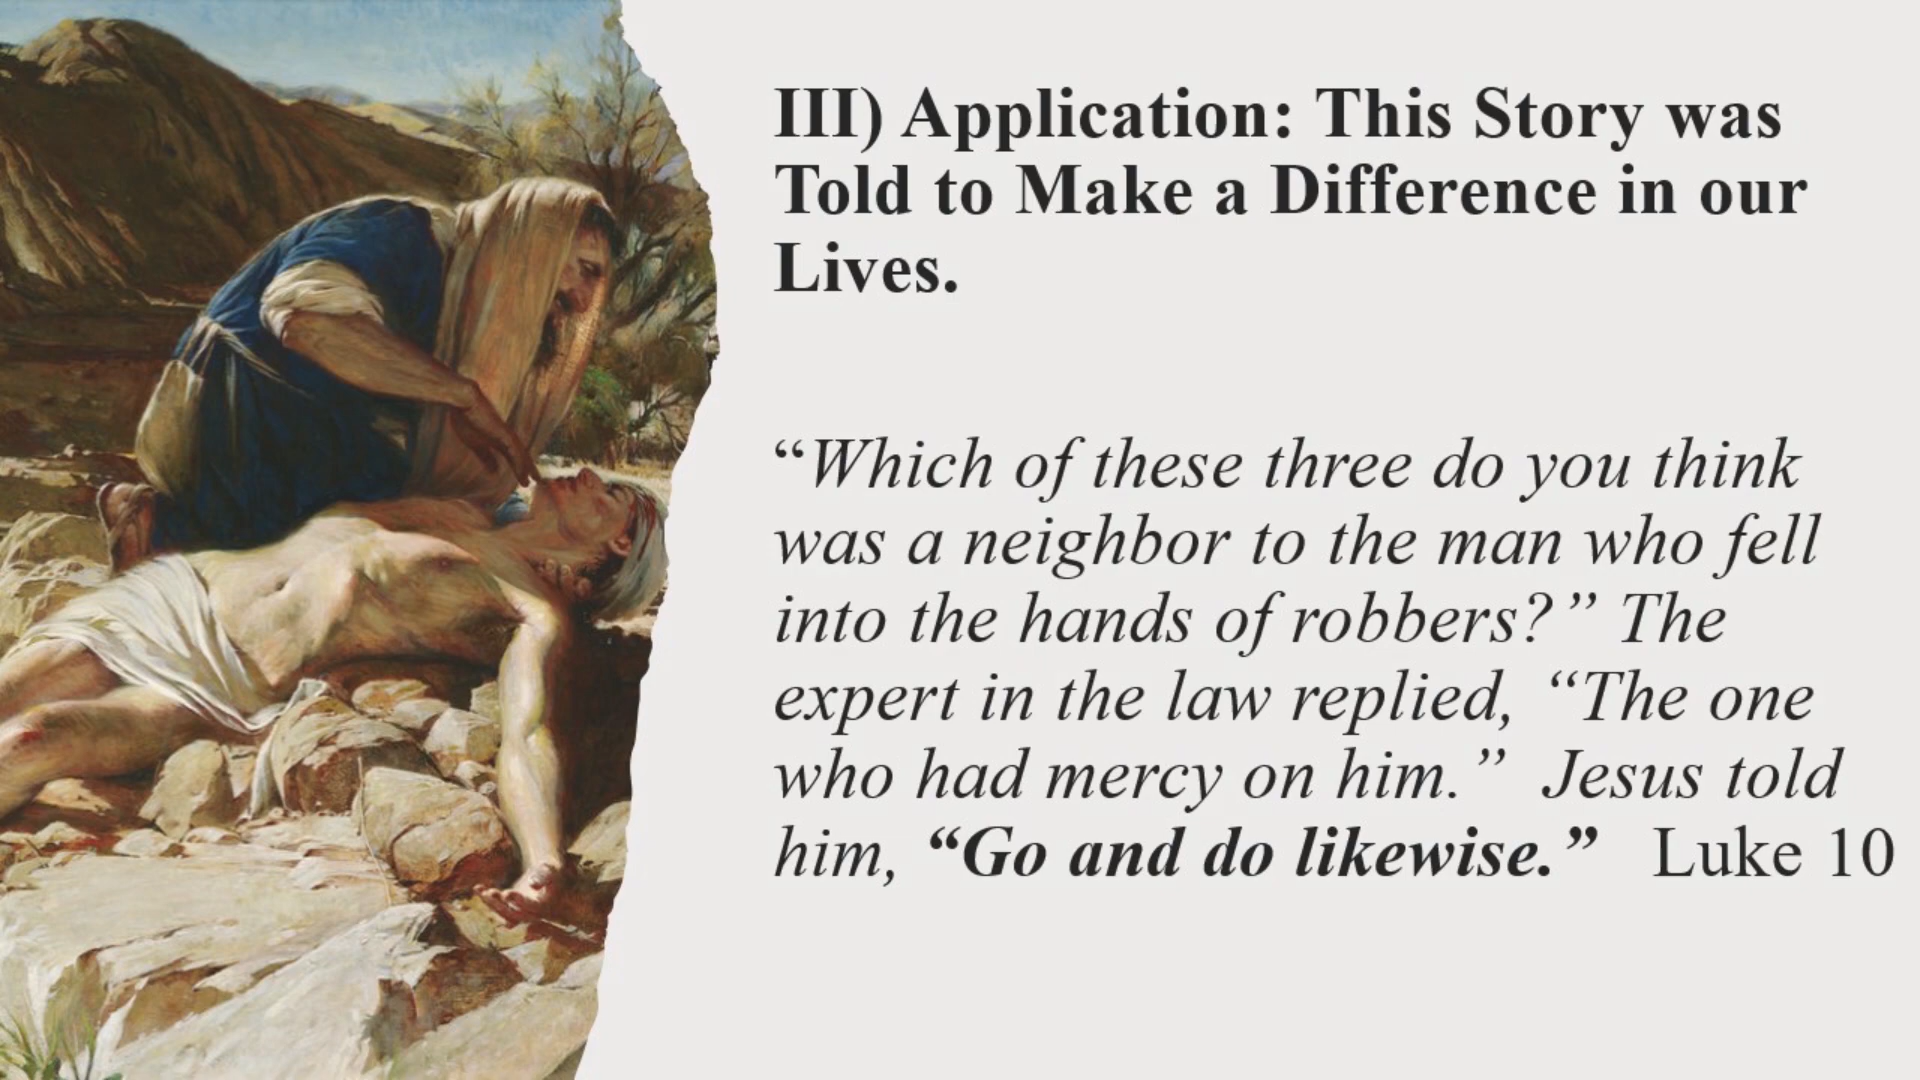 III) Application: This Story was
Told to Make a Difference in our
Lives.
“Which of these three do you think
was a neighbor to the man who fell
into the hands of robbers?” The
expert in the law replied, “The one
who had mercy on him.”  Jesus told
him, “Go and do likewise.”   Luke 10